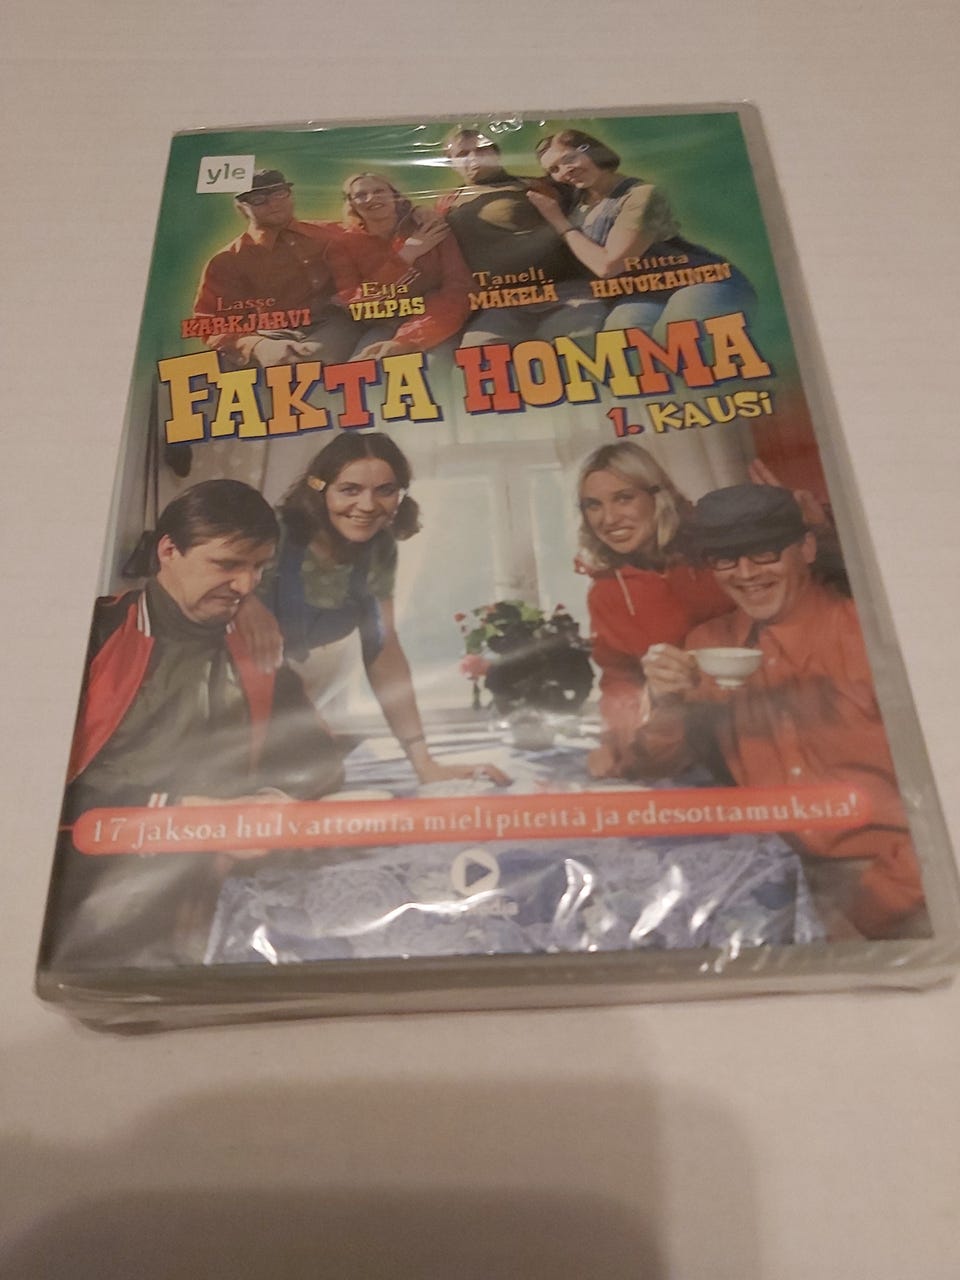 yle
Lasse
KARKJÄRVI
Eija
VILPAS
Taneli
MÄKELÄ
Riitta
HAVUKAINEN
FAKTA HOMMA
1. KAUSi
17 jaksoa hulvattomia mielipiteitä ja edesottamuksia!